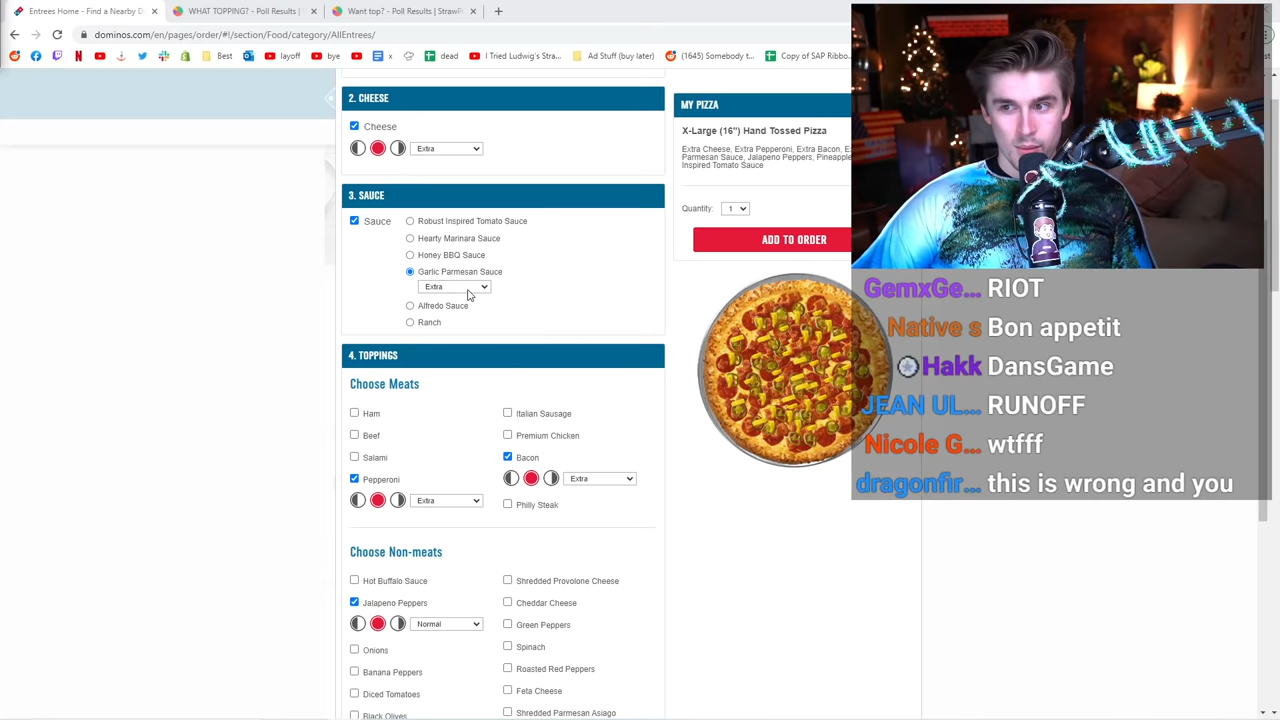 Entrees Home - Find a Nearby D
WHAT TOPPING? - Poll Results |
Want top? - Poll Results | StrawP
dominos.com/en/pages/order/#!/section/Food/category/AllEntrees/
Best
layoff
bye
x
dead
I Tried Ludwig's Stra...
Ad Stuff (buy later)
(1645) Somebody t...
Copy of SAP Ribbo...
2. CHEESE
Cheese
Extra
3. SAUCE
Sauce
Robust Inspired Tomato Sauce
Hearty Marinara Sauce
Honey BBQ Sauce
Garlic Parmesan Sauce
Extra
Alfredo Sauce
Ranch
4. TOPPINGS
Choose Meats
Ham
Italian Sausage
Beef
Premium Chicken
Salami
Bacon
Extra
Pepperoni
Extra
Philly Steak
Choose Non-meats
Hot Buffalo Sauce
Shredded Provolone Cheese
Jalapeno Peppers
Cheddar Cheese
Normal
Green Peppers
Onions
Spinach
Banana Peppers
Roasted Red Peppers
Diced Tomatoes
Feta Cheese
Black Olives
Shredded Parmesan Asiago
MY PIZZA
X-Large (16") Hand Tossed Pizza
Extra Cheese, Extra Pepperoni, Extra Bacon, E
Parmesan Sauce, Jalapeno Peppers, Pineapple
Inspired Tomato Sauce
Quantity: 1
ADD TO ORDER
GemxGe... RIOT
Native s Bon appetit
Hakk DansGame
JEAN UL... RUNOFF
Nicole G... wtfff
dragonfir... this is wrong and you